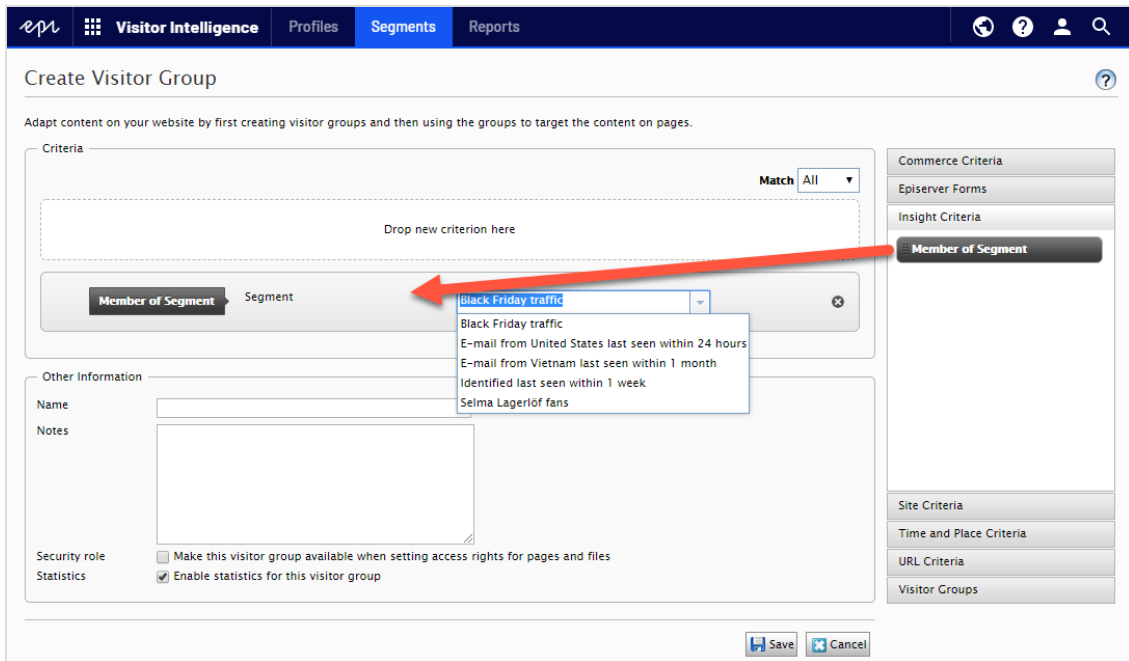 epi Visitor Intelligence Profiles Segments Reports
Create Visitor Group
Adapt content on your website by first creating visitor groups and then using the groups to target the content on pages.
Criteria
Match All
Drop new criterion here
Member of Segment Segment Black Friday traffic
Black Friday traffic
E-mail from United States last seen within 24 hours
E-mail from Vietnam last seen within 1 month
Identified last seen within 1 week
Selma Lagerlöf fans
Other Information
Name
Notes
Security role Make this visitor group available when setting access rights for pages and files
Statistics Enable statistics for this visitor group
Commerce Criteria
Episerver Forms
Insight Criteria
Member of Segment
Site Criteria
Time and Place Criteria
URL Criteria
Visitor Groups
Save Cancel